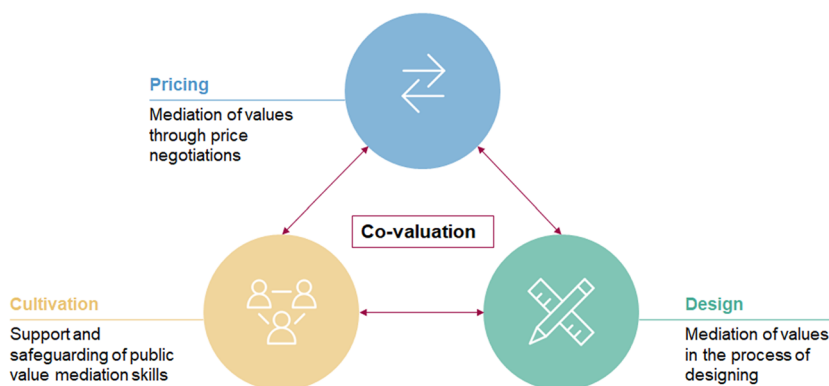 Pricing
Mediation of values
through price
negotiations
Co-valuation
Cultivation
Support and
safeguarding of public
value mediation skills
Design
Mediation of values
in the process of
designing